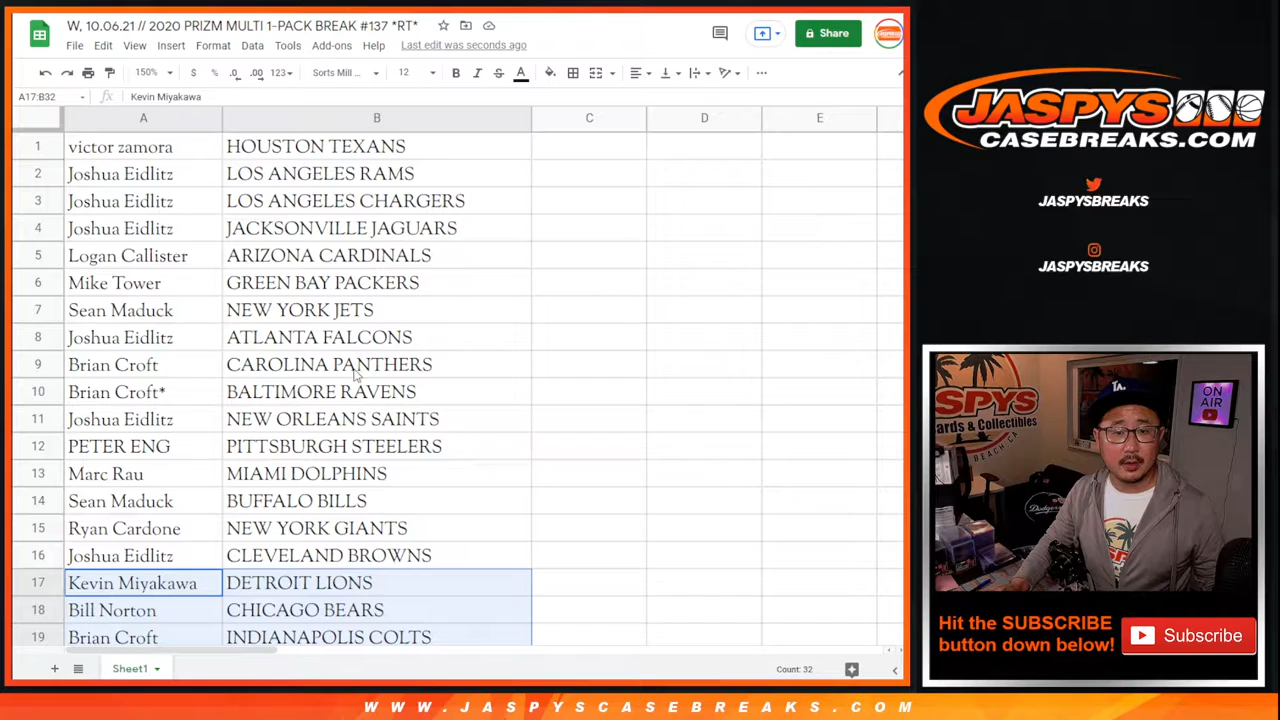 W, 10.06.21 // 2020 PRIZM MULTI 1-PACK BREAK #137 *RT*
File Edit View Insert Format Data Tools Add-ons Help Last edit was seconds ago
Share
150% $ % .0 .00 123 Sorts Mill ... 12 B I S A
A17:B32 fx Kevin Miyakawa
A B C D E
1 victor zamora HOUSTON TEXANS
2 Joshua Eidlitz LOS ANGELES RAMS
3 Joshua Eidlitz LOS ANGELES CHARGERS
4 Joshua Eidlitz JACKSONVILLE JAGUARS
5 Logan Callister ARIZONA CARDINALS
6 Mike Tower GREEN BAY PACKERS
7 Sean Maduck NEW YORK JETS
8 Joshua Eidlitz ATLANTA FALCONS
9 Brian Croft CAROLINA PANTHERS
10 Brian Croft* BALTIMORE RAVENS
11 Joshua Eidlitz NEW ORLEANS SAINTS
12 PETER ENG PITTSBURGH STEELERS
13 Marc Rau MIAMIDOLPHINS
14 Sean Maduck BUFFALO BILLS
15 Ryan Cardone NEW YORK GIANTS
16 Joshua Eidlitz CLEVELAND BROWNS
17 Kevin Miyakawa DETROIT LIONS
18 Bill Norton CHICAGO BEARS
19 Brian Croft INDIANAPOLIS COLTS
Sheet1
Count: 32
JASPYS
CASEBREAKS.COM
JASPYSBREAKS
JASPYSBREAKS
ON
AIR
Dodgers
Hit the SUBSCRIBE
button down below!
Subscribe
WWW.JASPYSCASEBREAKS.COM